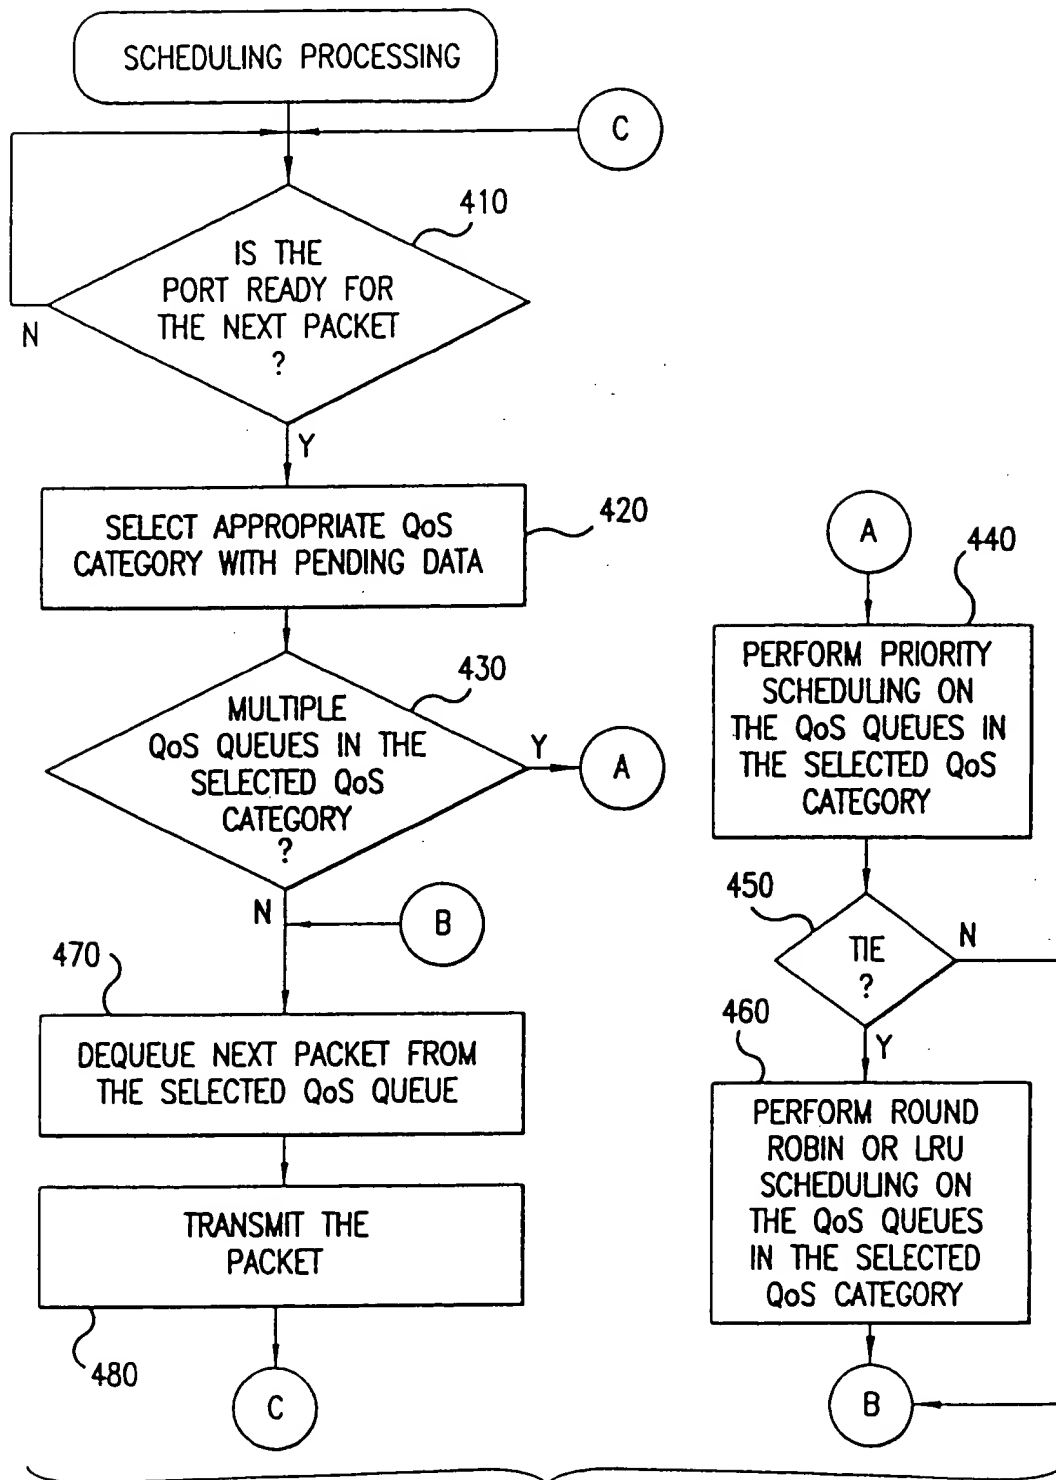 SCHEDULING PROCESSING
C
410
IS THE
PORT READY FOR
THE NEXT PACKET
?
N
Y
SELECT APPROPRIATE QoS
CATEGORY WITH PENDING DATA
420
430
MULTIPLE
QoS QUEUES IN THE
SELECTED QoS
CATEGORY
?
Y
A
N
B
470
DEQUEUE NEXT PACKET FROM
THE SELECTED QoS QUEUE
TRANSMIT THE
PACKET
480
C
A
440
PERFORM PRIORITY
SCHEDULING ON
THE QoS QUEUES IN
THE SELECTED QoS
CATEGORY
450
TIE
?
N
Y
460
PERFORM ROUND
ROBIN OR LRU
SCHEDULING ON
THE QoS QUEUES
IN THE SELECTED
QoS CATEGORY
B